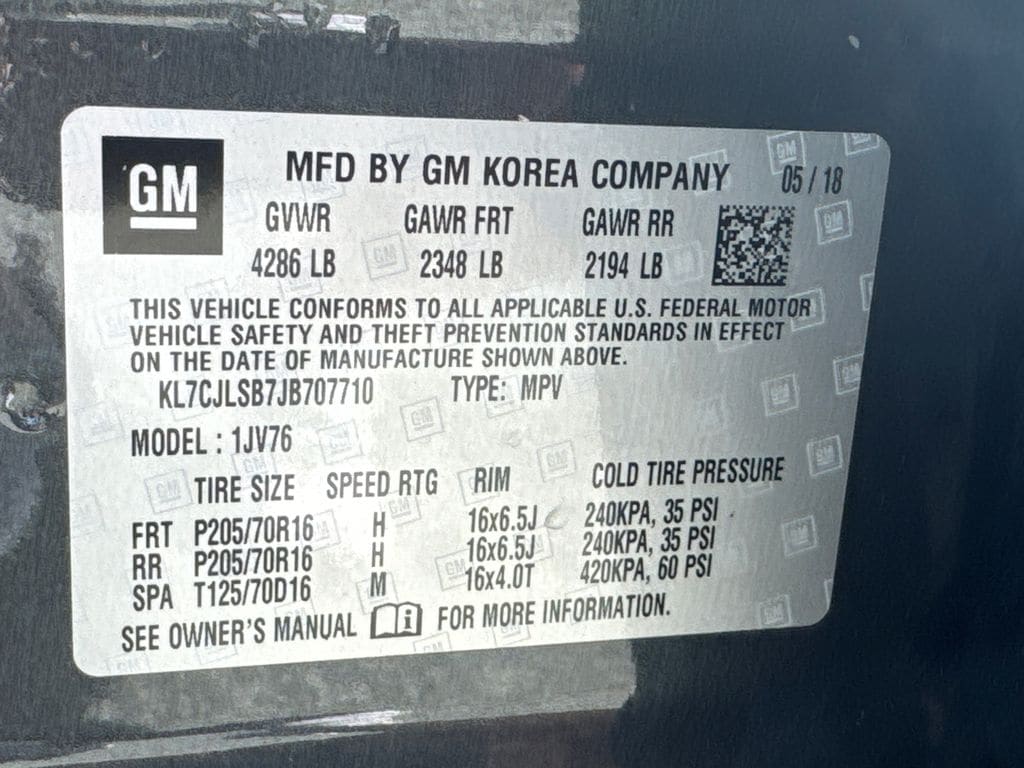 GM
MFD BY GM KOREA COMPANY 05 / 18
GVWR GAWR FRT GAWR RR
4286 LB 2348 LB 2194 LB
THIS VEHICLE CONFORMS TO ALL APPLICABLE U.S. FEDERAL MOTOR
VEHICLE SAFETY AND THEFT PREVENTION STANDARDS IN EFFECT
ON THE DATE OF MANUFACTURE SHOWN ABOVE.
KL7CJLSB7JB707710 TYPE: MPV
MODEL : 1JV76
TIRE SIZE SPEED RTG RIM COLD TIRE PRESSURE
FRT P205/70R16 H 16x6.5J 240KPA, 35 PSI
RR P205/70R16 H 16x6.5J 240KPA, 35 PSI
SPA T125/70D16 M 16x4.0T 420KPA, 60 PSI
SEE OWNER'S MANUAL FOR MORE INFORMATION.